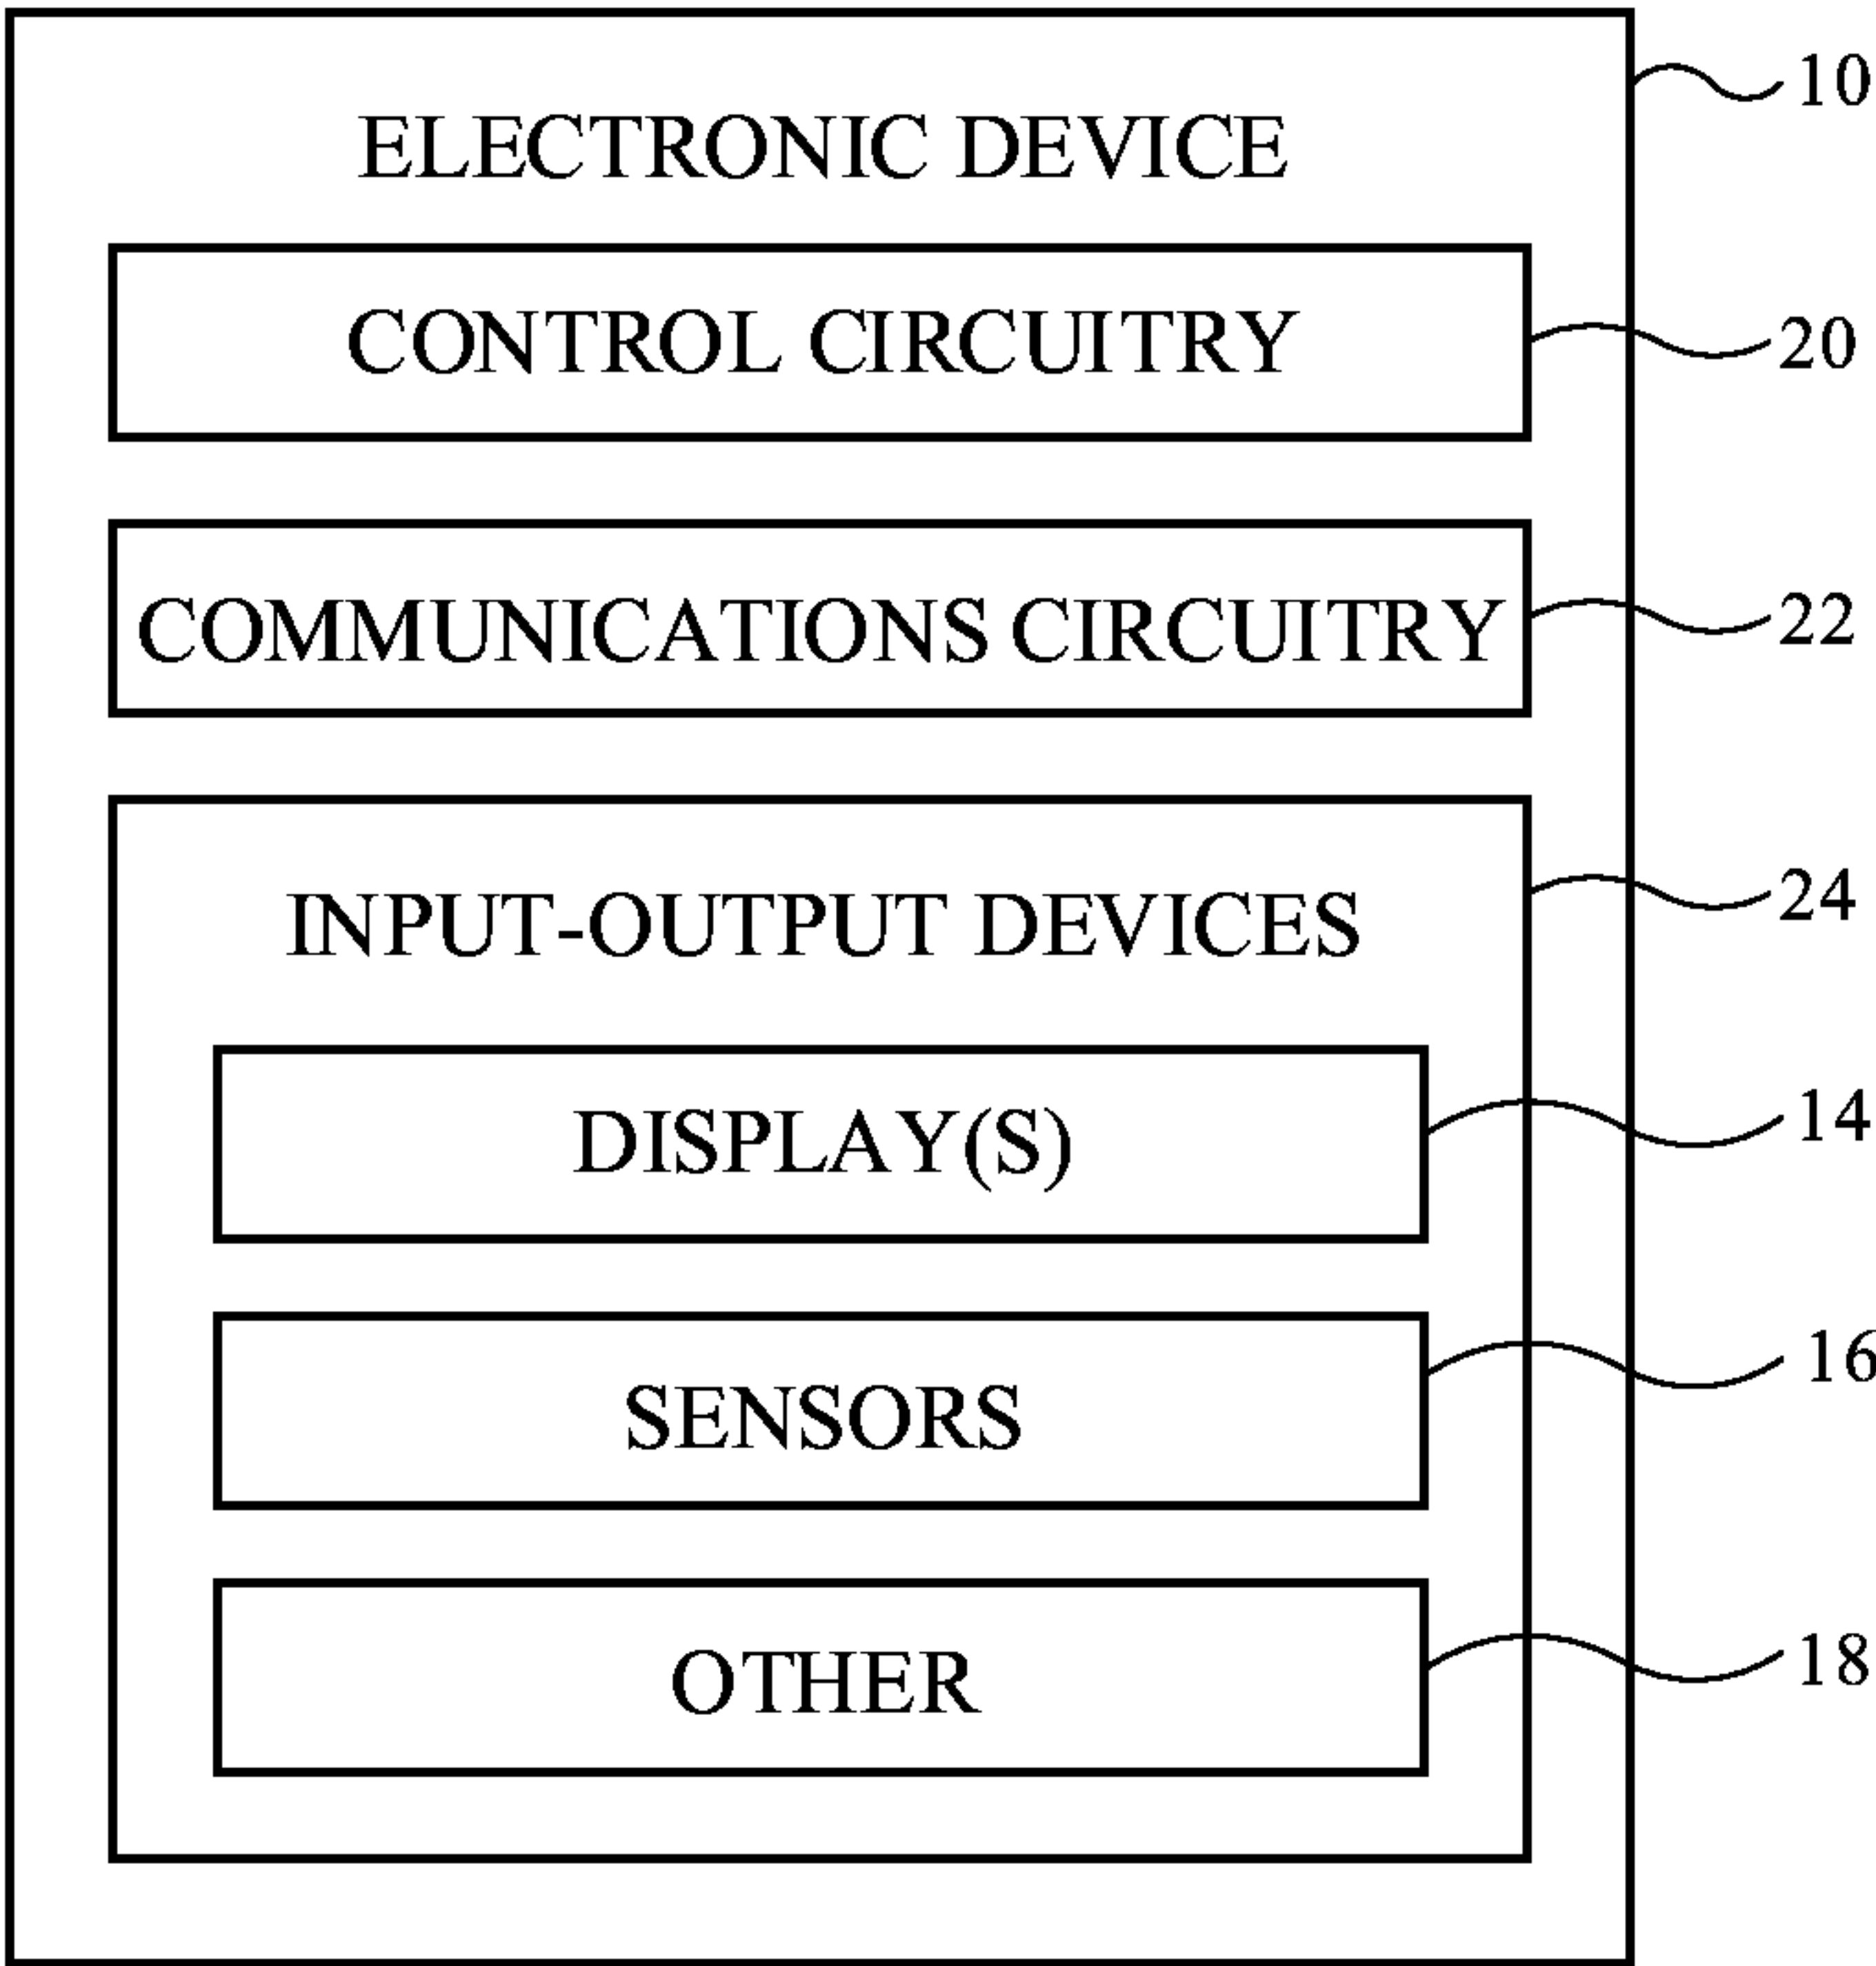 10
ELECTRONIC DEVICE
CONTROL CIRCUITRY
20
COMMUNICATIONS CIRCUITRY
22
24
INPUT-OUTPUT DEVICES
DISPLAY(S)
14
SENSORS
16
OTHER
18